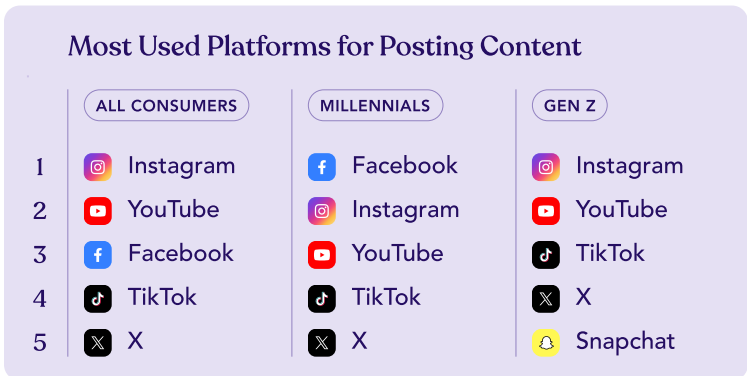 Most Used Platforms for Posting Content
ALL CONSUMERS MILLENNIALS GEN Z
1 Instagram Facebook Instagram
2 YouTube Instagram YouTube
3 Facebook YouTube TikTok
4 TikTok TikTok X
5 X X Snapchat